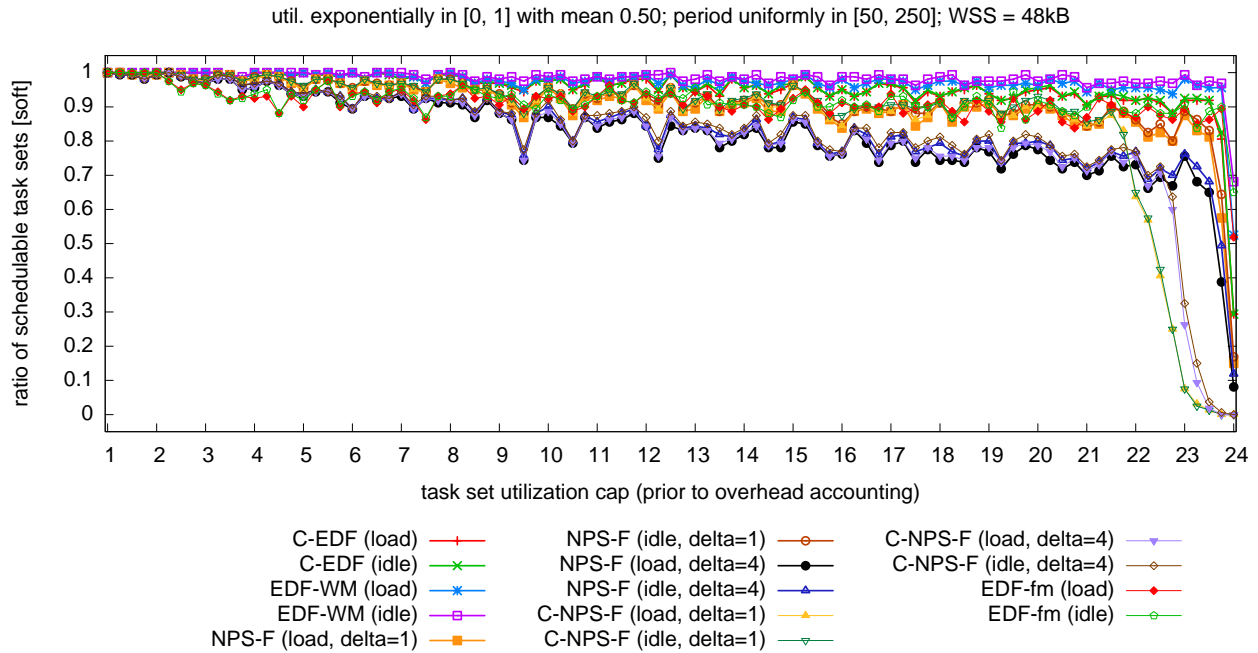 util. exponentially in [0, 1] with mean 0.50; period uniformly in [50, 250]; WSS = 48kB
ratio of schedulable task sets [soft]
1
0.9
0.8
0.7
0.6
0.5
0.4
0.3
0.2
0.1
0
1 2 3 4 5 6 7 8 9 10 11 12 13 14 15 16 17 18 19 20 21 22 23 24
task set utilization cap (prior to overhead accounting)
C-EDF (load)
C-EDF (idle)
EDF-WM (load)
EDF-WM (idle)
NPS-F (load, delta=1)
NPS-F (idle, delta=1)
NPS-F (load, delta=4)
NPS-F (idle, delta=4)
C-NPS-F (load, delta=1)
C-NPS-F (idle, delta=1)
C-NPS-F (load, delta=4)
C-NPS-F (idle, delta=4)
EDF-fm (load)
EDF-fm (idle)